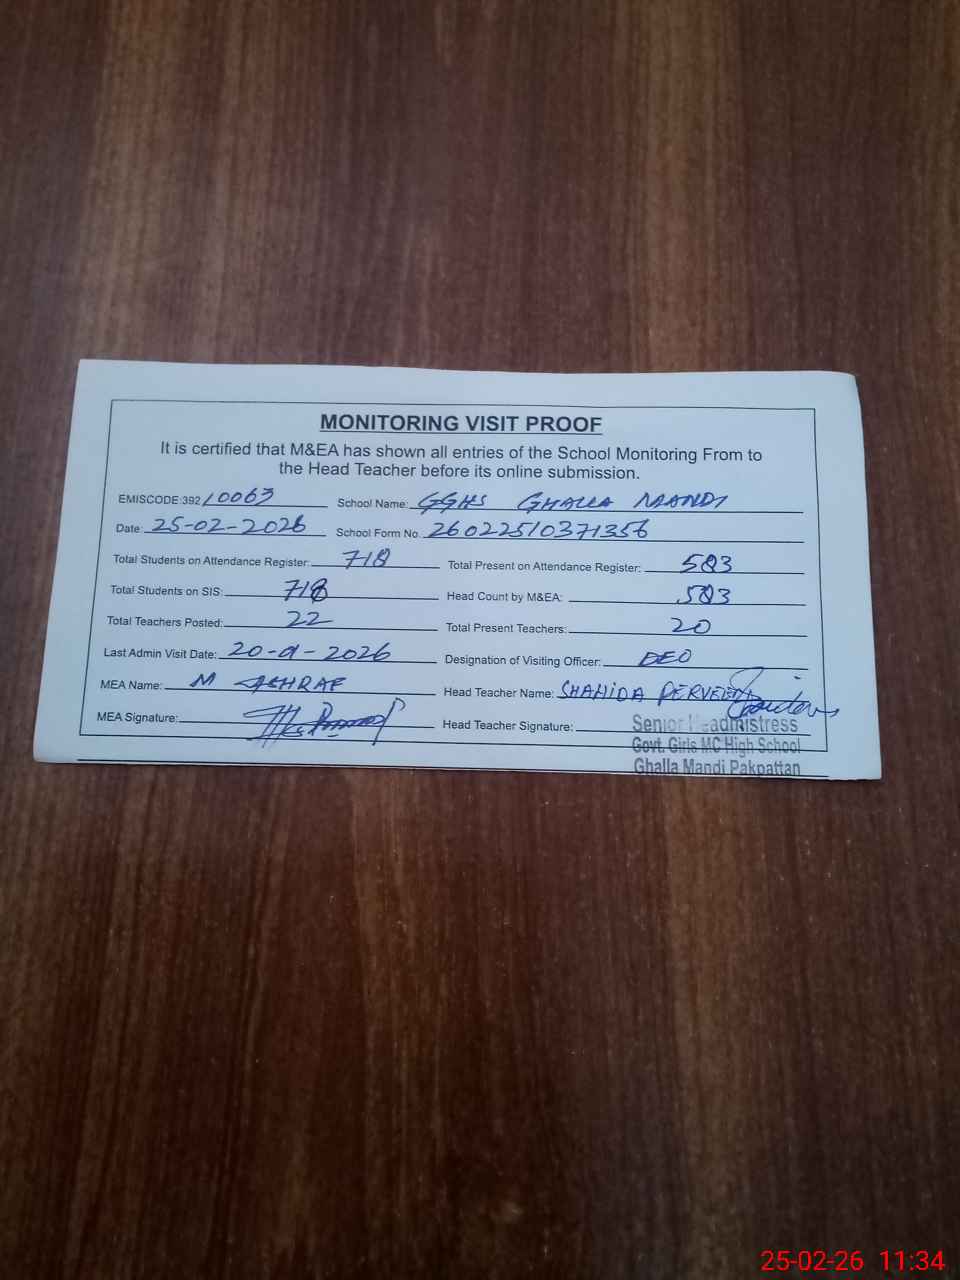 MONITORING VISIT PROOF
It is certified that M&EA has shown all entries of the School Monitoring From to
the Head Teacher before its online submission.
EMISCODE:392 10063 School Name: GGHS GHALLA MANDI
Date: 25-02-2026 School Form No. 26022510371356
Total Students on Attendance Register: 718 Total Present on Attendance Register: 583
Total Students on SIS: 718 Head Count by M&EA: 583
Total Teachers Posted: 22 Total Present Teachers: 20
Last Admin Visit Date: 20-01-2026 Designation of Visiting Officer: DEO
MEA Name: M ASHRAF Head Teacher Name: SHAHIDA PERVEEN
MEA Signature: Head Teacher Signature:
Senior Headmistress
Govt. Girls MC High School
Ghalla Mandi Pakpattan
25-02-26 11:34